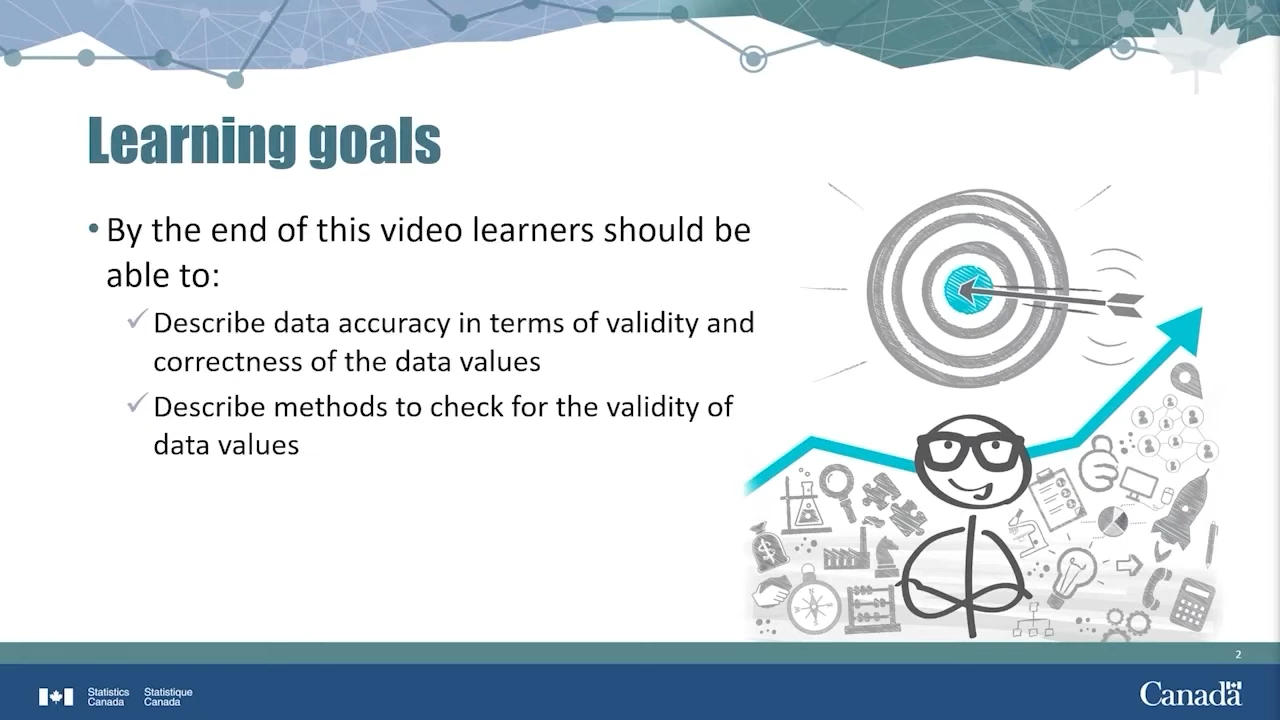 Learning goals
• By the end of this video learners should be
able to:
✓ Describe data accuracy in terms of validity and
correctness of the data values
✓ Describe methods to check for the validity of
data values
2
Statistics Statistique
Canada Canada
Canada